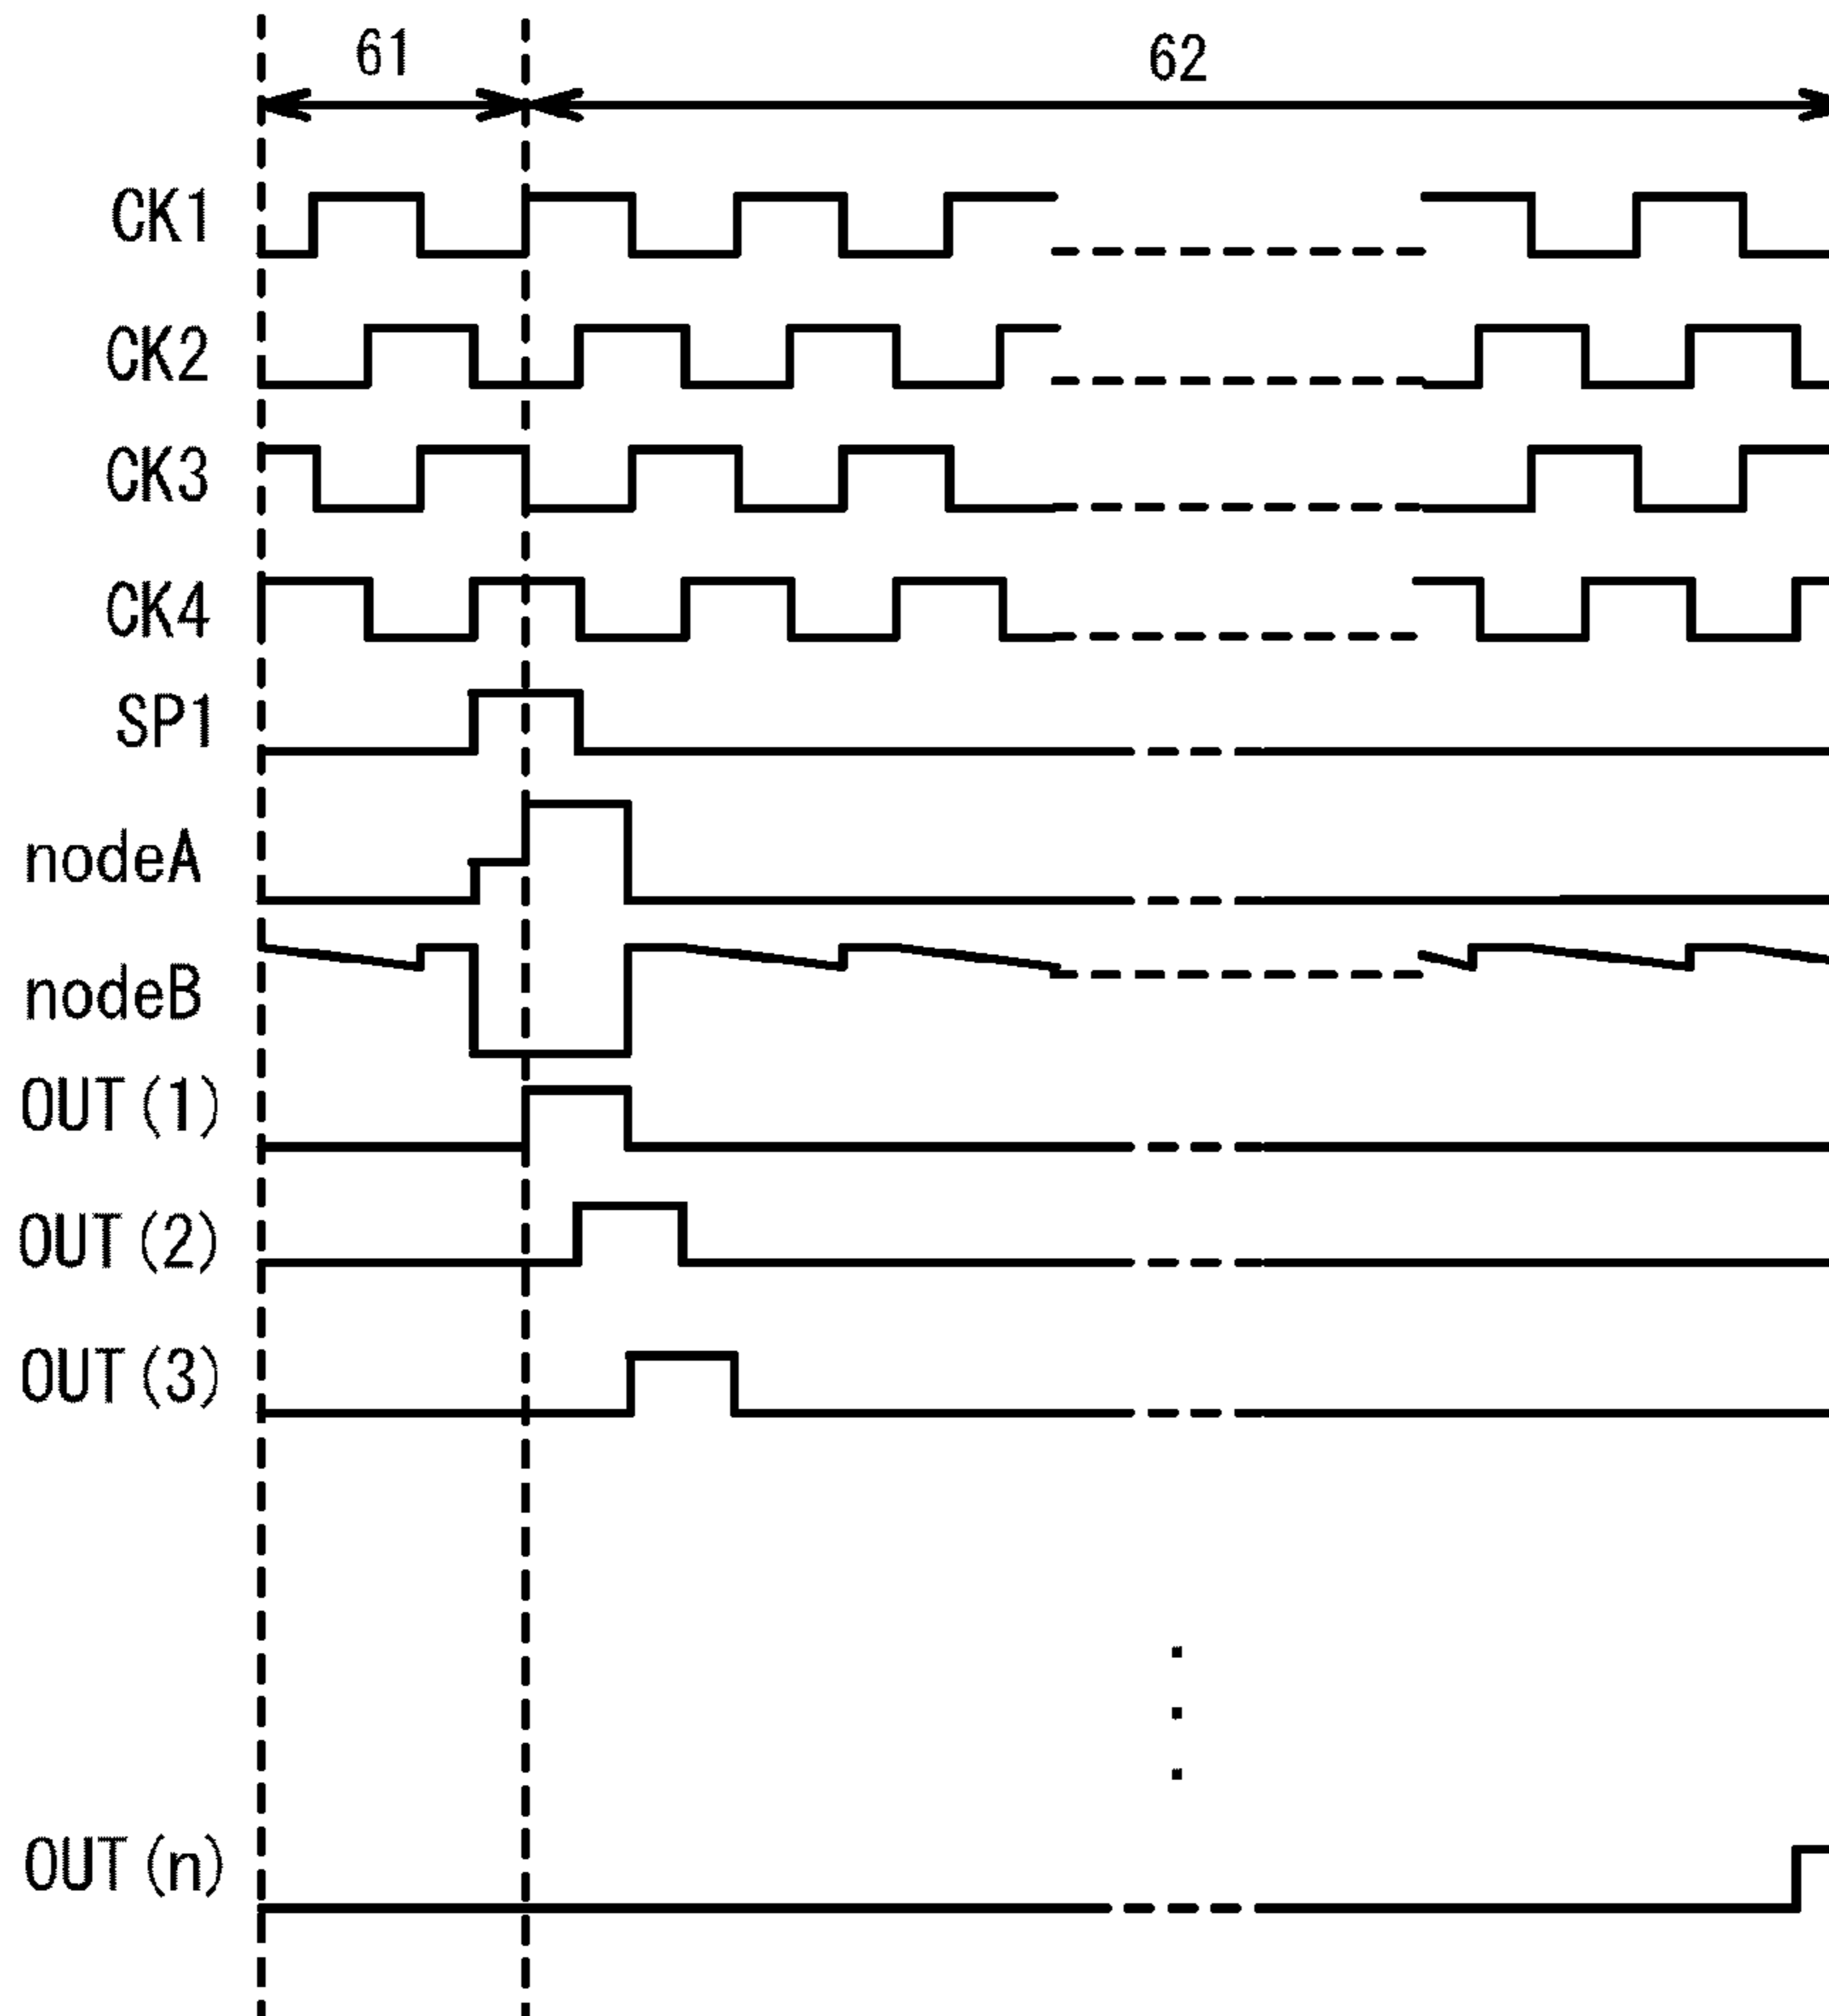 61
62
CK1
CK2
CK3
CK4
SP1
nodeA
nodeB
OUT(1)
OUT(2)
OUT(3)
OUT(n)